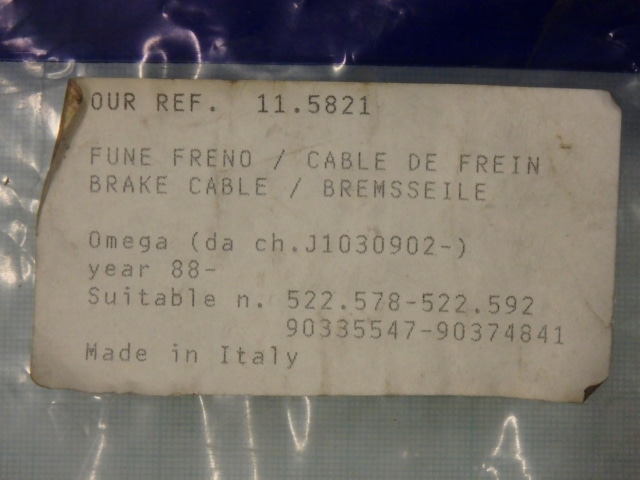 OUR REF. 11.5821
FUNE FRENO / CABLE DE FREIN
BRAKE CABLE / BREMSSEILE
Omega (da ch.J1030902-)
year 88-
Suitable n. 522.578-522.592
90335547-90374841
Made in Italy